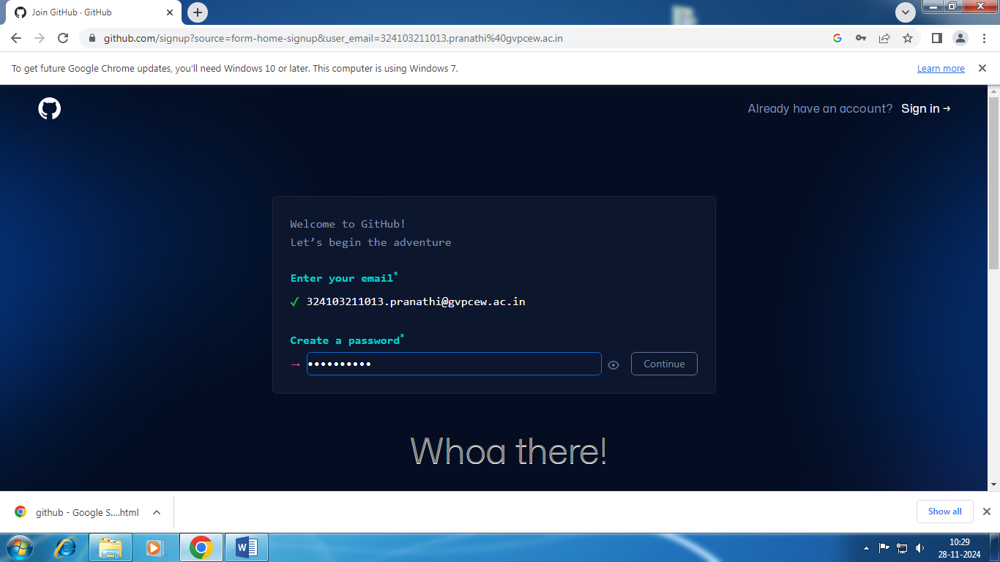 Join GitHub · GitHub
github.com/signup?source=form-home-signup&user_email=324103211013.pranathi%40gvpcew.ac.in
To get future Google Chrome updates, you'll need Windows 10 or later. This computer is using Windows 7.
Learn more
Already have an account? Sign in →
Welcome to GitHub!
Let’s begin the adventure
Enter your email*
✓ 324103211013.pranathi@gvpcew.ac.in
Create a password*
→ •••••••••• Continue
Whoa there!
github - Google S....html
Show all
10:29
28-11-2024